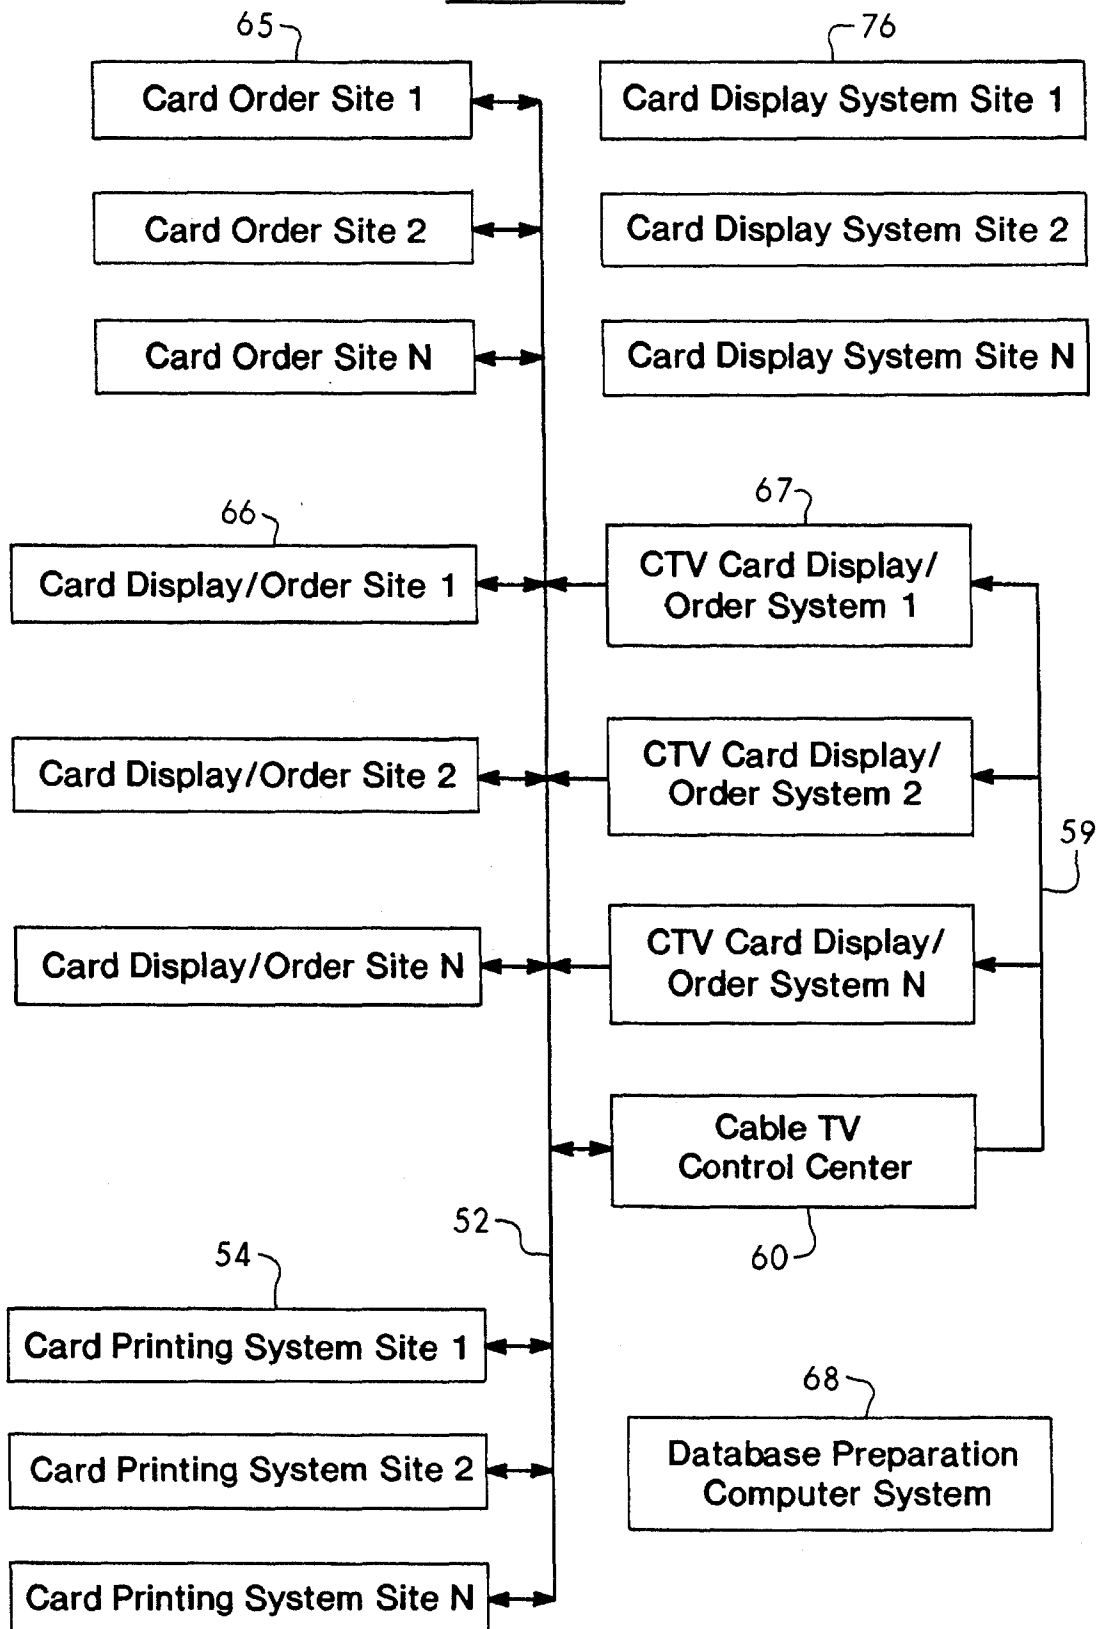 65
76
Card Order Site 1
Card Display System Site 1
Card Order Site 2
Card Display System Site 2
Card Order Site N
Card Display System Site N
66
67
Card Display/Order Site 1
CTV Card Display/
Order System 1
Card Display/Order Site 2
CTV Card Display/
Order System 2
59
Card Display/Order Site N
CTV Card Display/
Order System N
Cable TV
Control Center
52
60
54
Card Printing System Site 1
68
Card Printing System Site 2
Database Preparation
Computer System
Card Printing System Site N